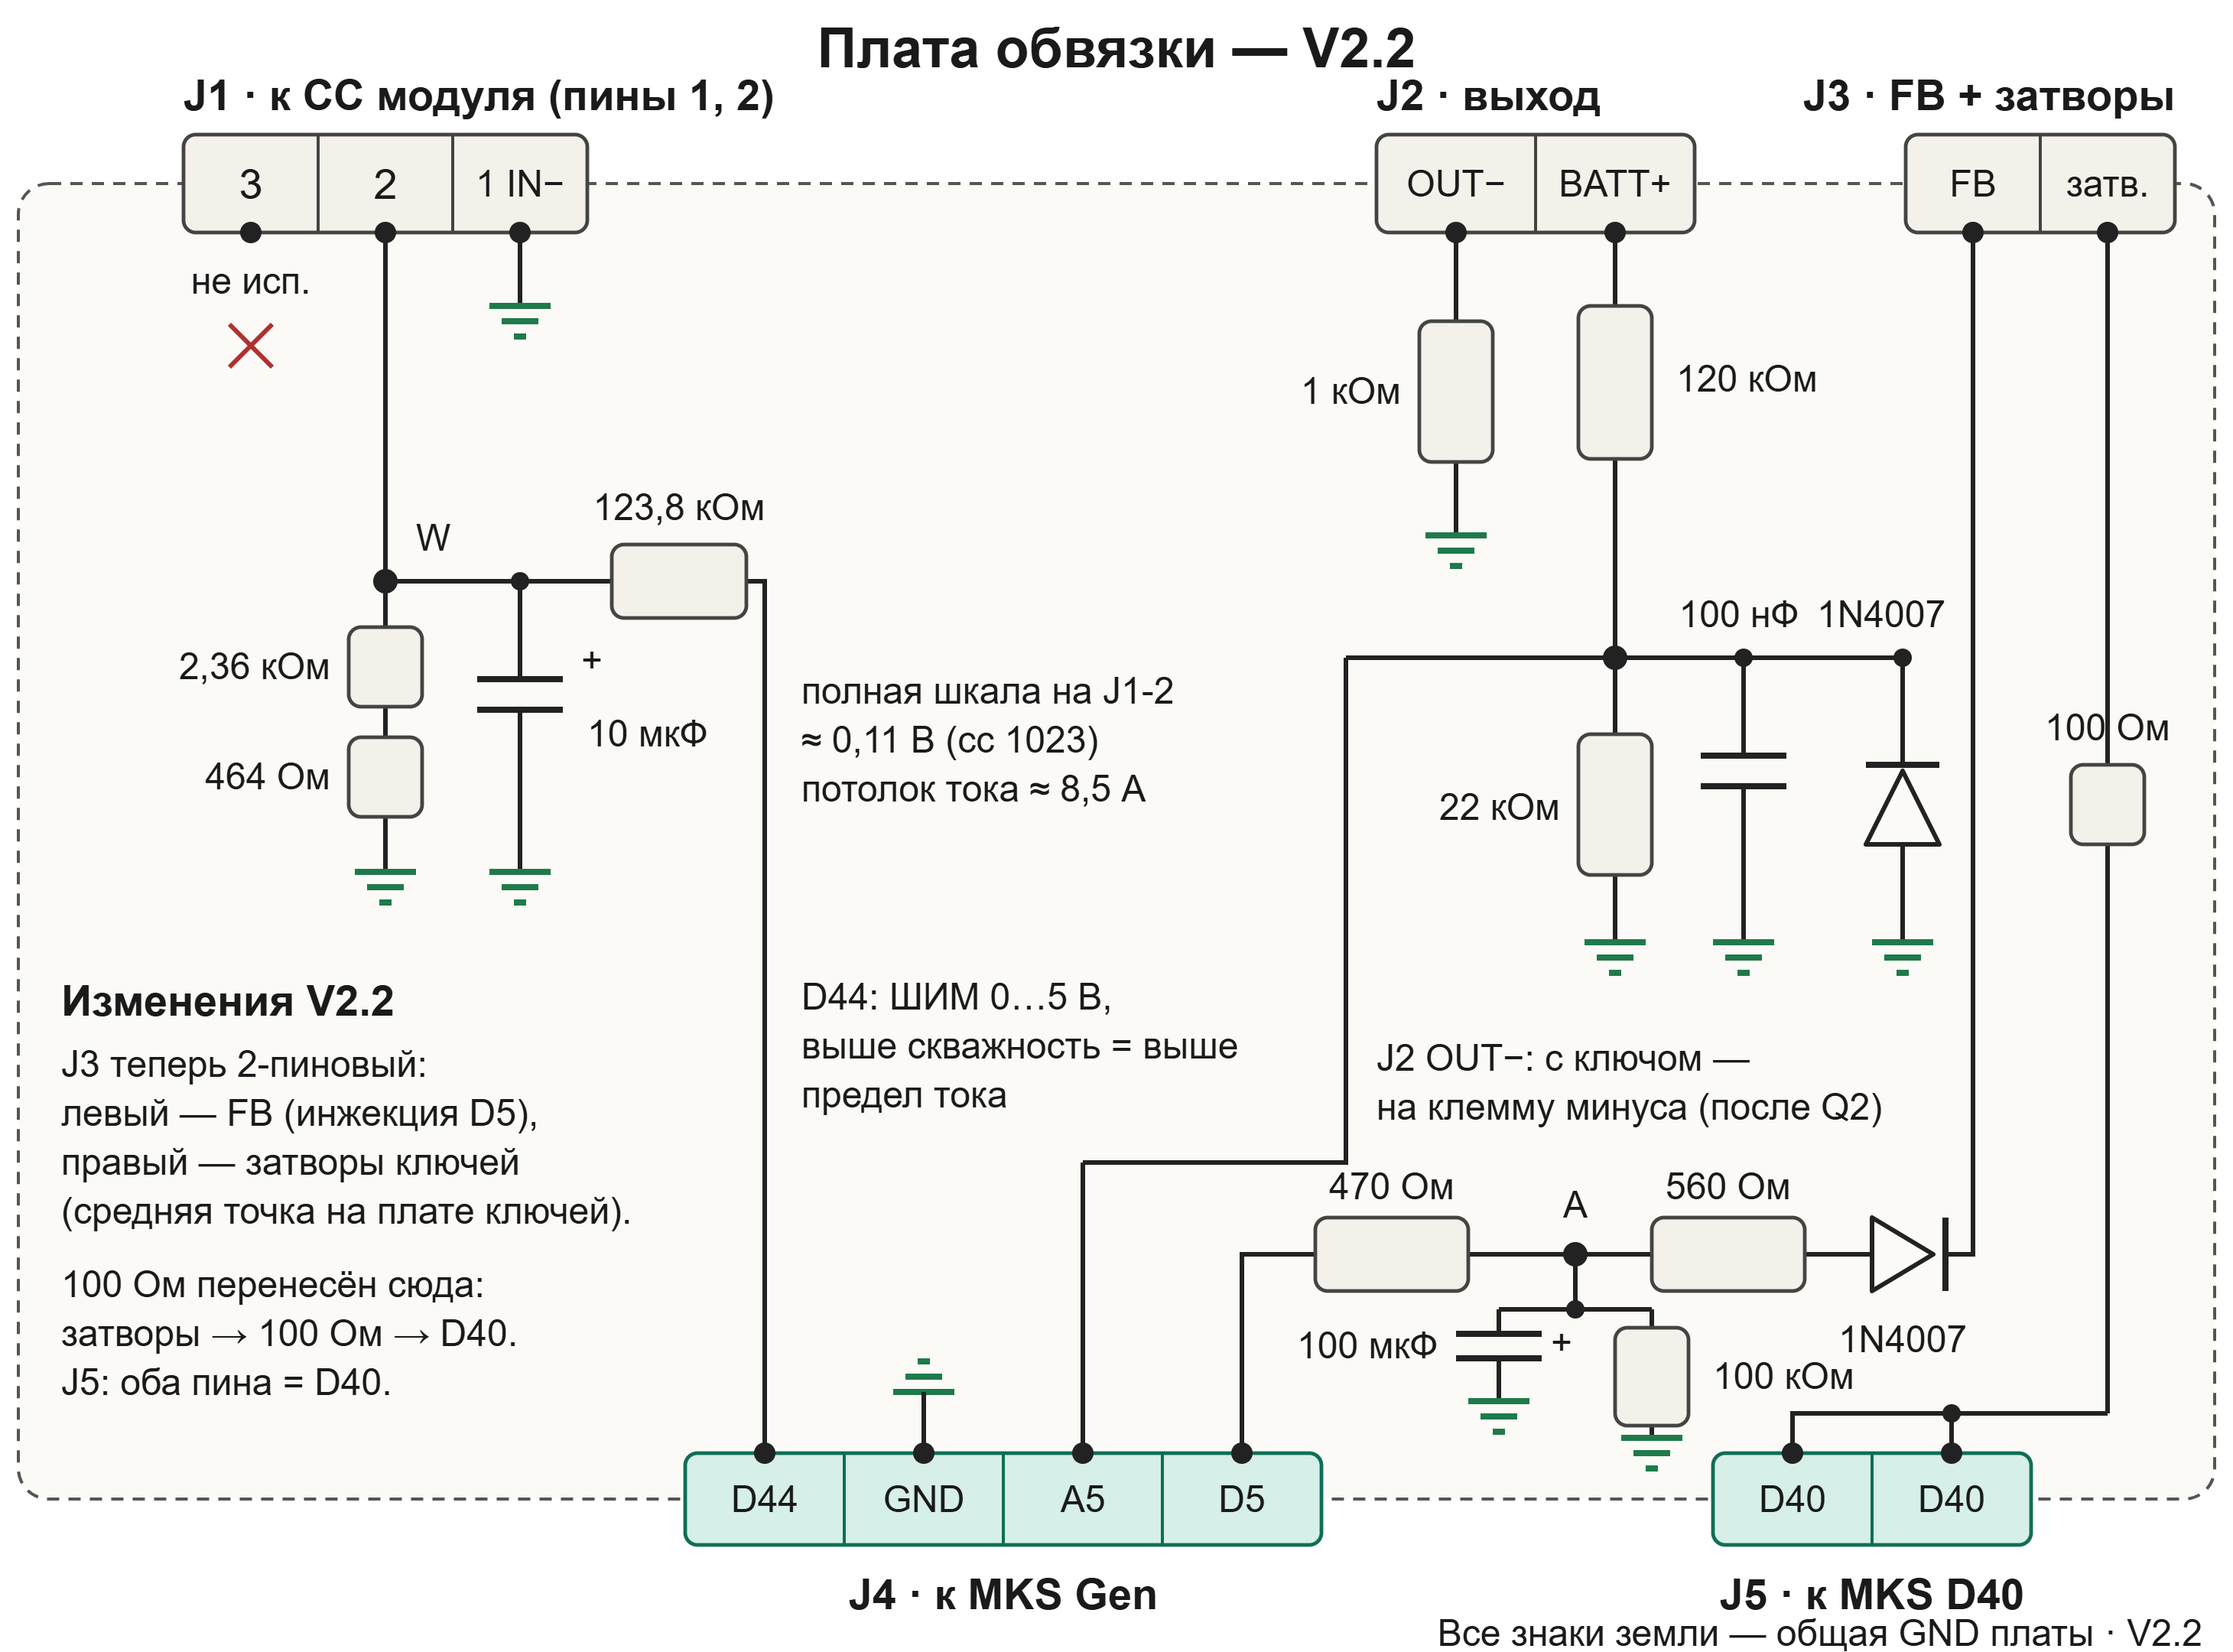 Плата обвязки — V2.2
J1 · к CC модуля (пины 1, 2)
J2 · выход
J3 · FB + затворы
3
2
1 IN−
OUT−
BATT+
FB
затв.
не исп.
1 кОм
120 кОм
123,8 кОм
W
100 нФ
1N4007
2,36 кОм
+
10 мкФ
464 Ом
полная шкала на J1-2
≈ 0,11 В (cc 1023)
потолок тока ≈ 8,5 А
100 Ом
22 кОм
Изменения V2.2
J3 теперь 2-пиновый:
левый — FB (инжекция D5),
правый — затворы ключей
(средняя точка на плате ключей).
100 Ом перенесён сюда:
затворы → 100 Ом → D40.
J5: оба пина = D40.
D44: ШИМ 0…5 В,
выше скважность = выше
предел тока
J2 OUT−: с ключом —
на клемму минуса (после Q2)
470 Ом
A
560 Ом
100 мкФ
+
1N4007
100 кОм
D44
GND
A5
D5
D40
D40
J4 · к MKS Gen
J5 · к MKS D40
Все знаки земли — общая GND платы · V2.2